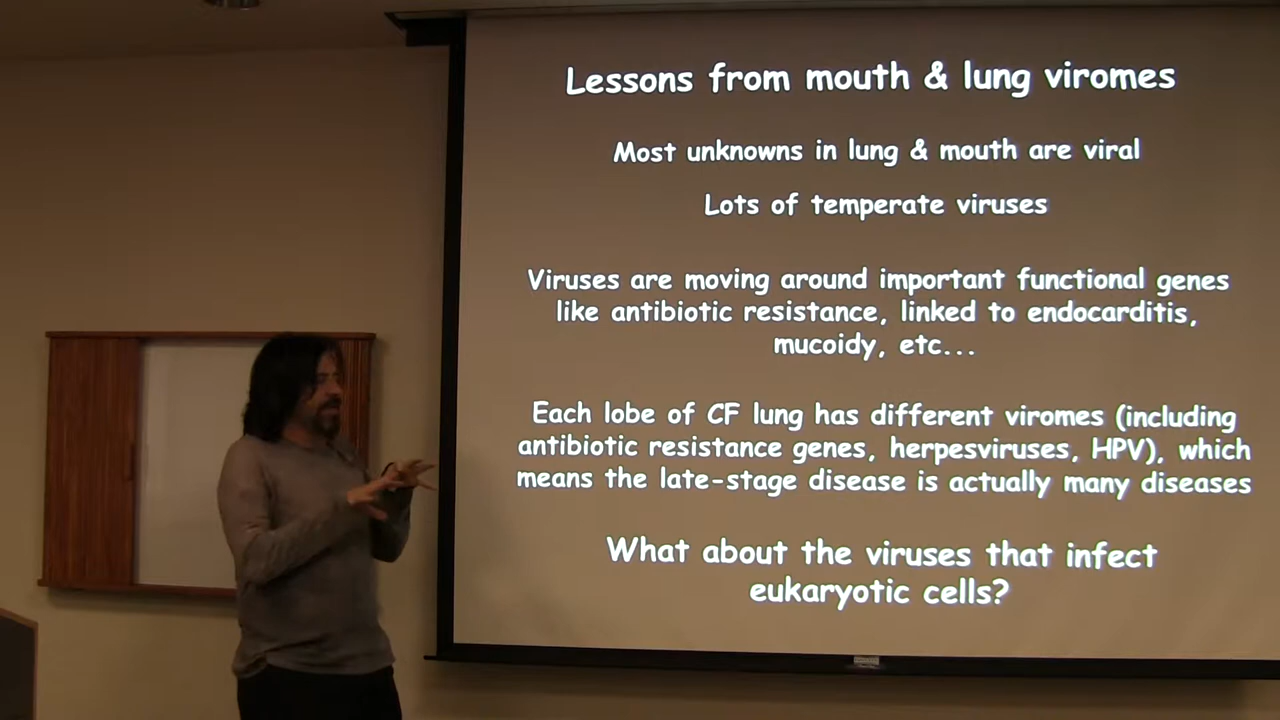 Lessons from mouth & lung viromes
Most unknowns in lung & mouth are viral
Lots of temperate viruses
Viruses are moving around important functional genes
like antibiotic resistance, linked to endocarditis,
mucoidy, etc...
Each lobe of CF lung has different viromes (including
antibiotic resistance genes, herpesviruses, HPV), which
means the late-stage disease is actually many diseases
What about the viruses that infect
eukaryotic cells?